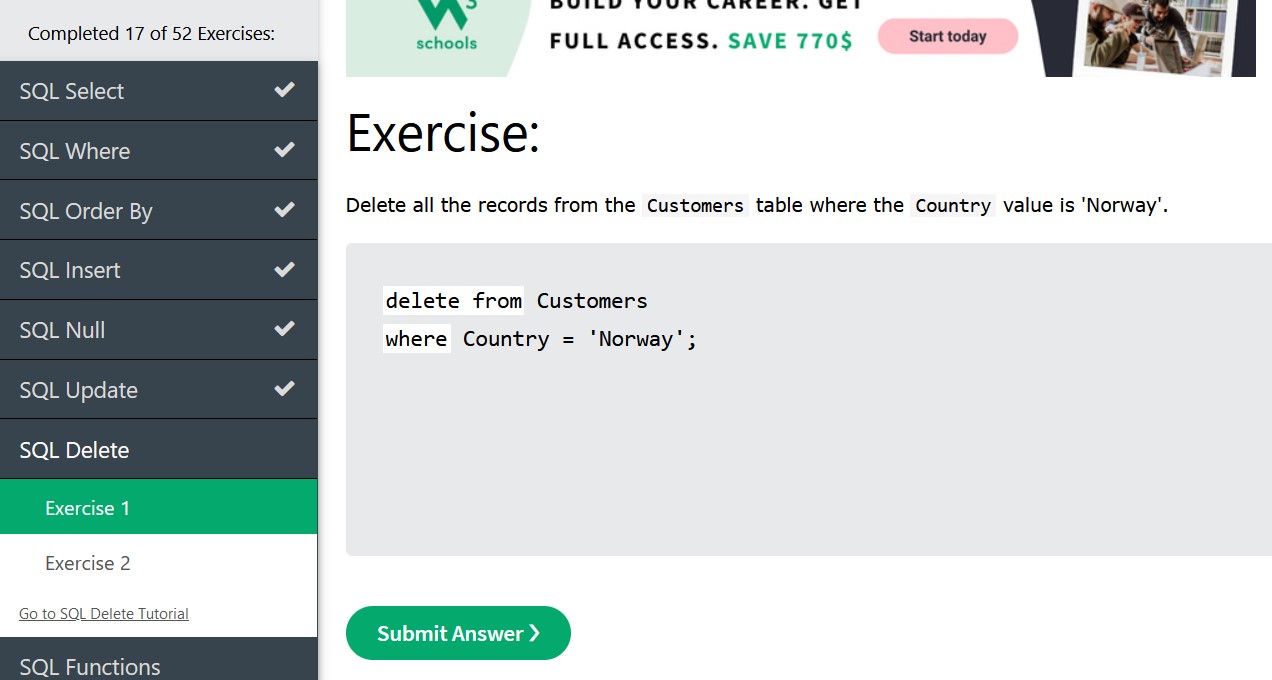 Completed 17 of 52 Exercises:
SQL Select
SQL Where
SQL Order By
SQL Insert
SQL Null
SQL Update
SQL Delete
Exercise 1
Exercise 2
Go to SQL Delete Tutorial
SQL Functions
3
schools
BUILD YOUR CAREER. GET
FULL ACCESS. SAVE 770$
Start today
Exercise:
Delete all the records from the Customers table where the Country value is 'Norway'.
delete from Customers
where Country = 'Norway';
Submit Answer ❯